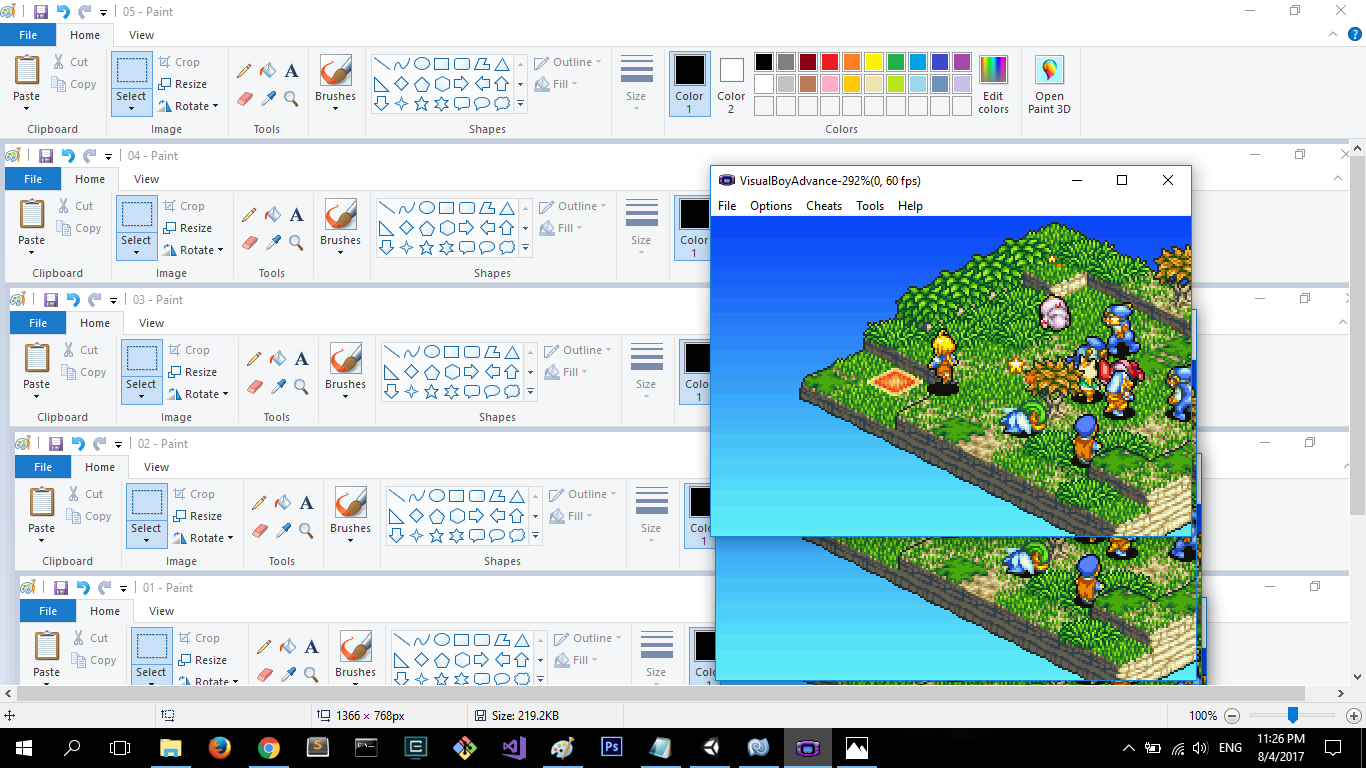 05 - Paint
File Home View
Paste Cut Copy Select Crop Resize Rotate Brushes Outline Fill Size Color 1 Color 2 Edit colors Open Paint 3D
Clipboard Image Tools Shapes Colors
04 - Paint
File Home View
Paste Cut Copy Select Crop Resize Rotate Brushes Outline Fill Size Color 1
Clipboard Image Tools Shapes
VisualBoyAdvance-292%(0, 60 fps)
File Options Cheats Tools Help
03 - Paint
File Home View
Paste Cut Copy Select Crop Resize Rotate Brushes Outline Fill Size Colo 1
Clipboard Image Tools Shapes
02 - Paint
File Home View
Paste Cut Copy Select Crop Resize Rotate Brushes Outline Fill Size Colo 1
Clipboard Image Tools Shapes
01 - Paint
File Home View
Paste Cut Copy Select Crop Resize Rotate Brushes Outline Fill Size Colo 1
1366 × 768px Size: 219.2KB 100%
Ps ENG 11:26 PM
8/4/2017